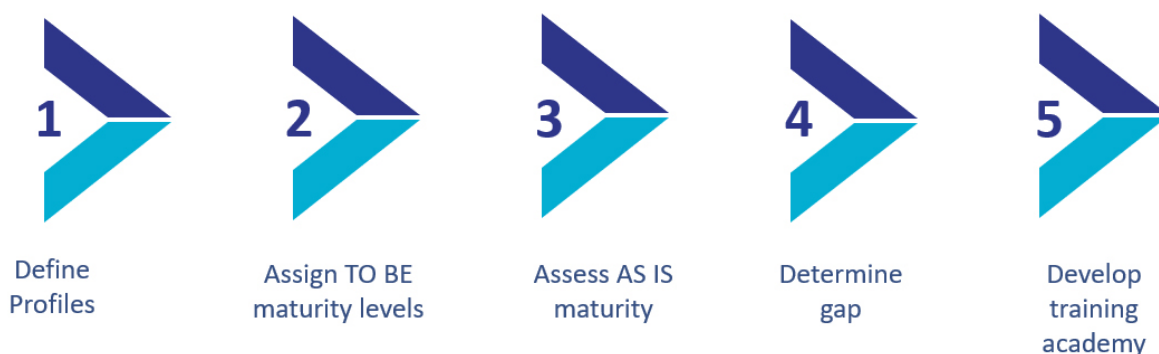 1
2
3
4
5
Define
Profiles
Assign TO BE
maturity levels
Assess AS IS
maturity
Determine
gap
Develop
training
academy